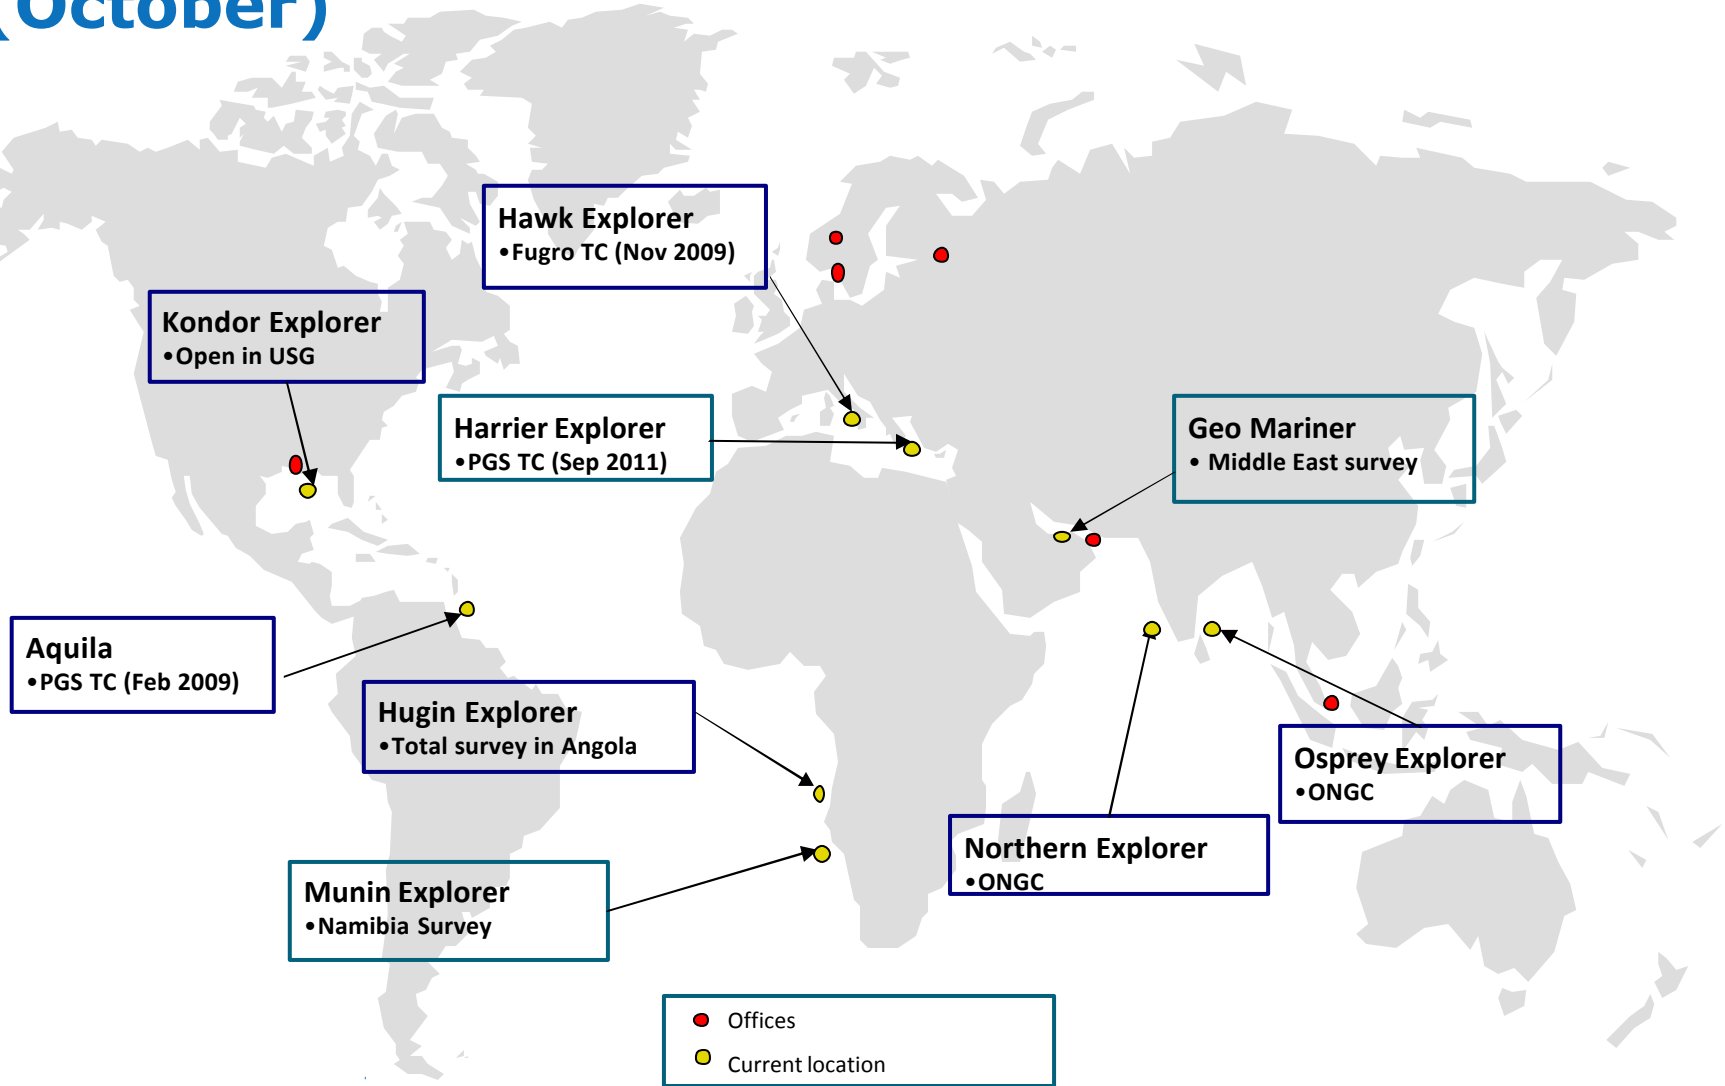 (October)
Hawk Explorer
•Fugro TC (Nov 2009)
Kondor Explorer
•Open in USG
Harrier Explorer
•PGS TC (Sep 2011)
Geo Mariner
• Middle East survey
Aquila
•PGS TC (Feb 2009)
Hugin Explorer
•Total survey in Angola
Osprey Explorer
•ONGC
Northern Explorer
•ONGC
Munin Explorer
•Namibia Survey
Offices
Current location